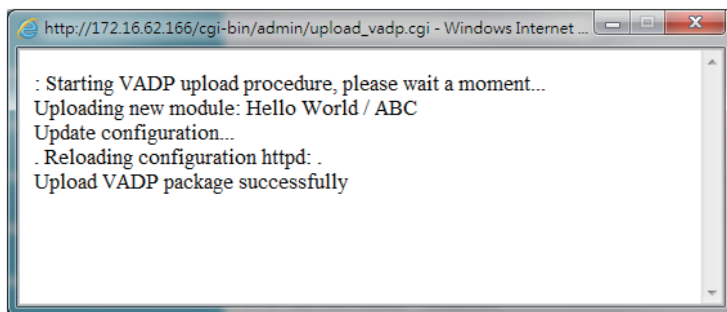 http://172.16.62.166/cgi-bin/admin/upload_vadp.cgi - Windows Internet ...
: Starting VADP upload procedure, please wait a moment...
Uploading new module: Hello World / ABC
Update configuration...
. Reloading configuration httpd: .
Upload VADP package successfully